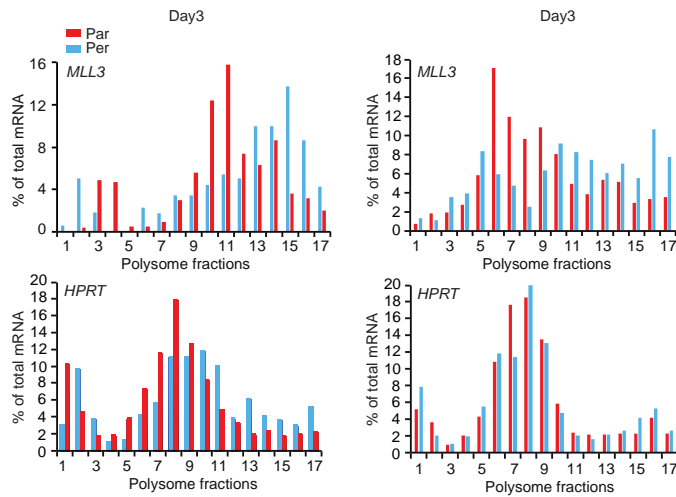 Day3
Day3
Par
Per
MLL3
% of total mRNA
16
12
8
4
0
1 3 5 7 9 11 13 15 17
Polysome fractions
MLL3
% of total mRNA
18
16
14
12
10
8
6
4
2
0
1 3 5 7 9 11 13 15 17
Polysome fractions
HPRT
% of total mRNA
20
18
16
14
12
10
8
6
4
2
0
1 3 5 7 9 11 13 15 17
Polysome fractions
HPRT
% of total mRNA
20
18
16
14
12
10
8
6
4
2
0
1 3 5 7 9 11 13 15 17
Polysome fractions